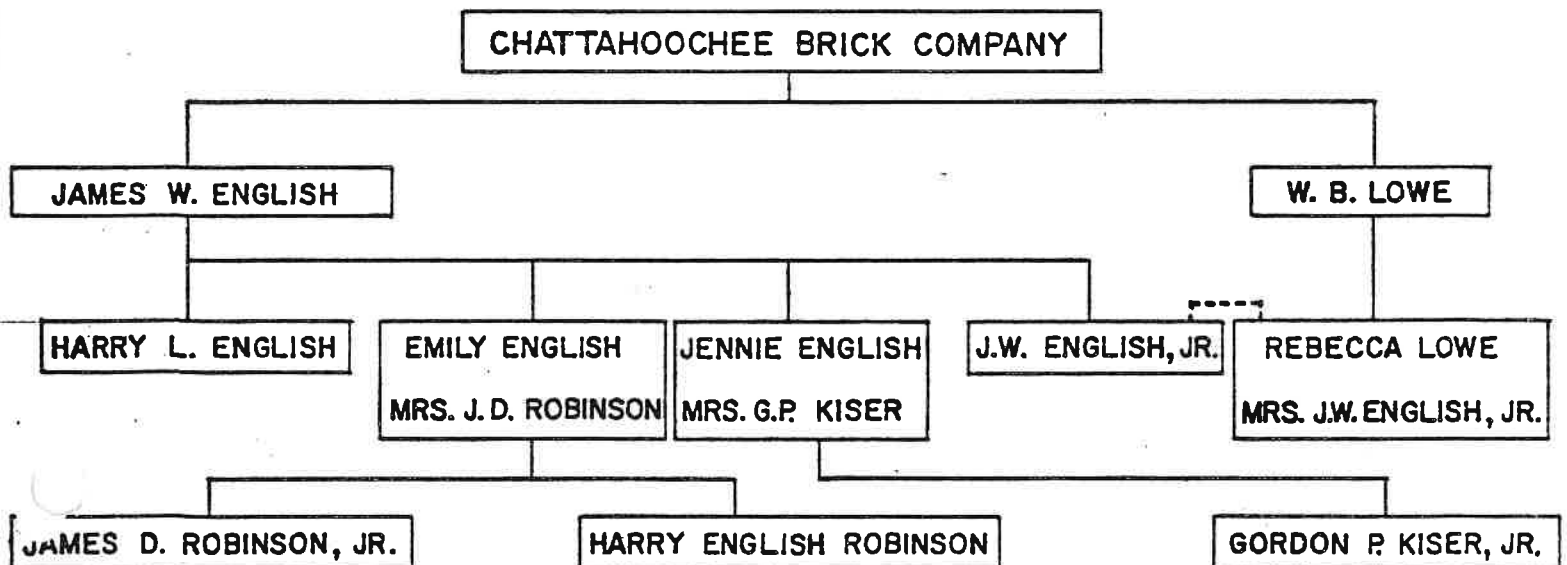 CHATTAHOOCHEE BRICK COMPANY
JAMES W. ENGLISH
W. B. LOWE
HARRY L. ENGLISH
EMILY ENGLISH
MRS. J. D. ROBINSON
JENNIE ENGLISH
MRS. G.P. KISER
J.W. ENGLISH, JR.
REBECCA LOWE
MRS. J.W. ENGLISH, JR.
JAMES D. ROBINSON, JR.
HARRY ENGLISH ROBINSON
GORDON P. KISER, JR.